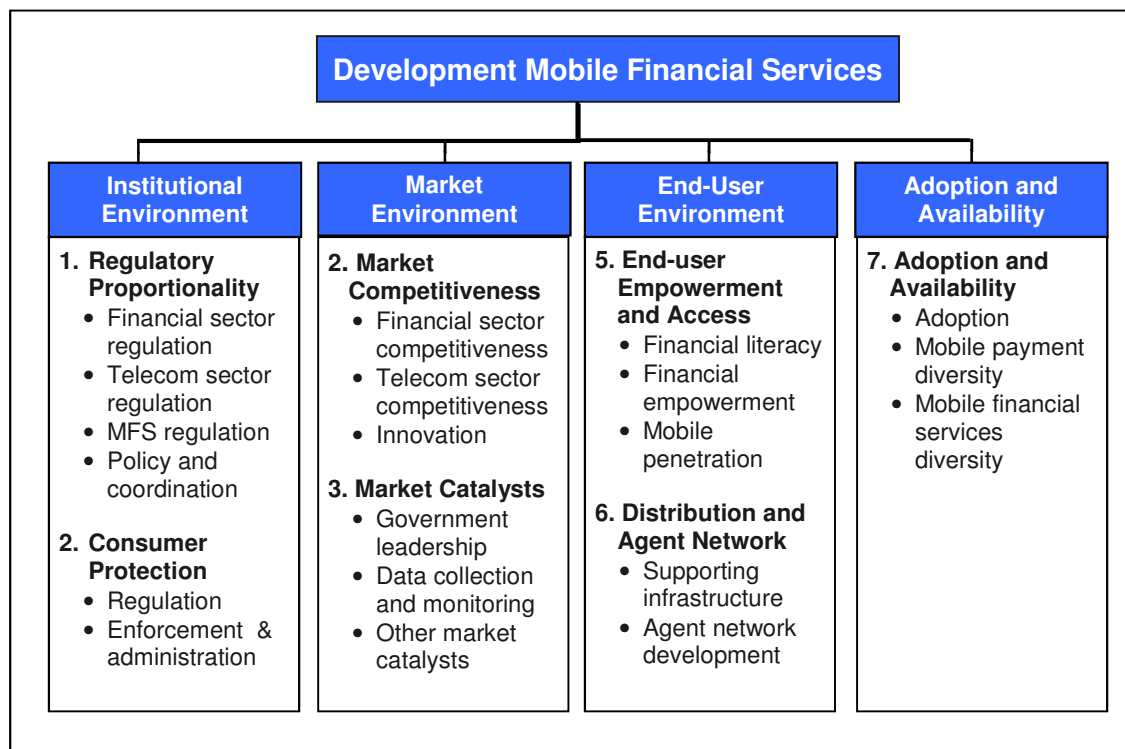 Development Mobile Financial Services
Institutional
Environment
1. Regulatory
Proportionality
• Financial sector
regulation
• Telecom sector
regulation
• MFS regulation
• Policy and
coordination
2. Consumer
Protection
• Regulation
• Enforcement & 
administration
Market
Environment
2. Market
Competitiveness
• Financial sector
competitiveness
• Telecom sector
competitiveness
• Innovation
3. Market Catalysts
• Government
leadership
• Data collection
and monitoring
• Other market
catalysts
End-User
Environment
5. End-user
Empowerment
and Access
• Financial literacy
• Financial
empowerment
• Mobile
penetration
6. Distribution and
Agent Network
• Supporting
infrastructure
• Agent network
development
Adoption and
Availability
7. Adoption and
Availability
• Adoption
• Mobile payment
diversity
• Mobile financial
services
diversity